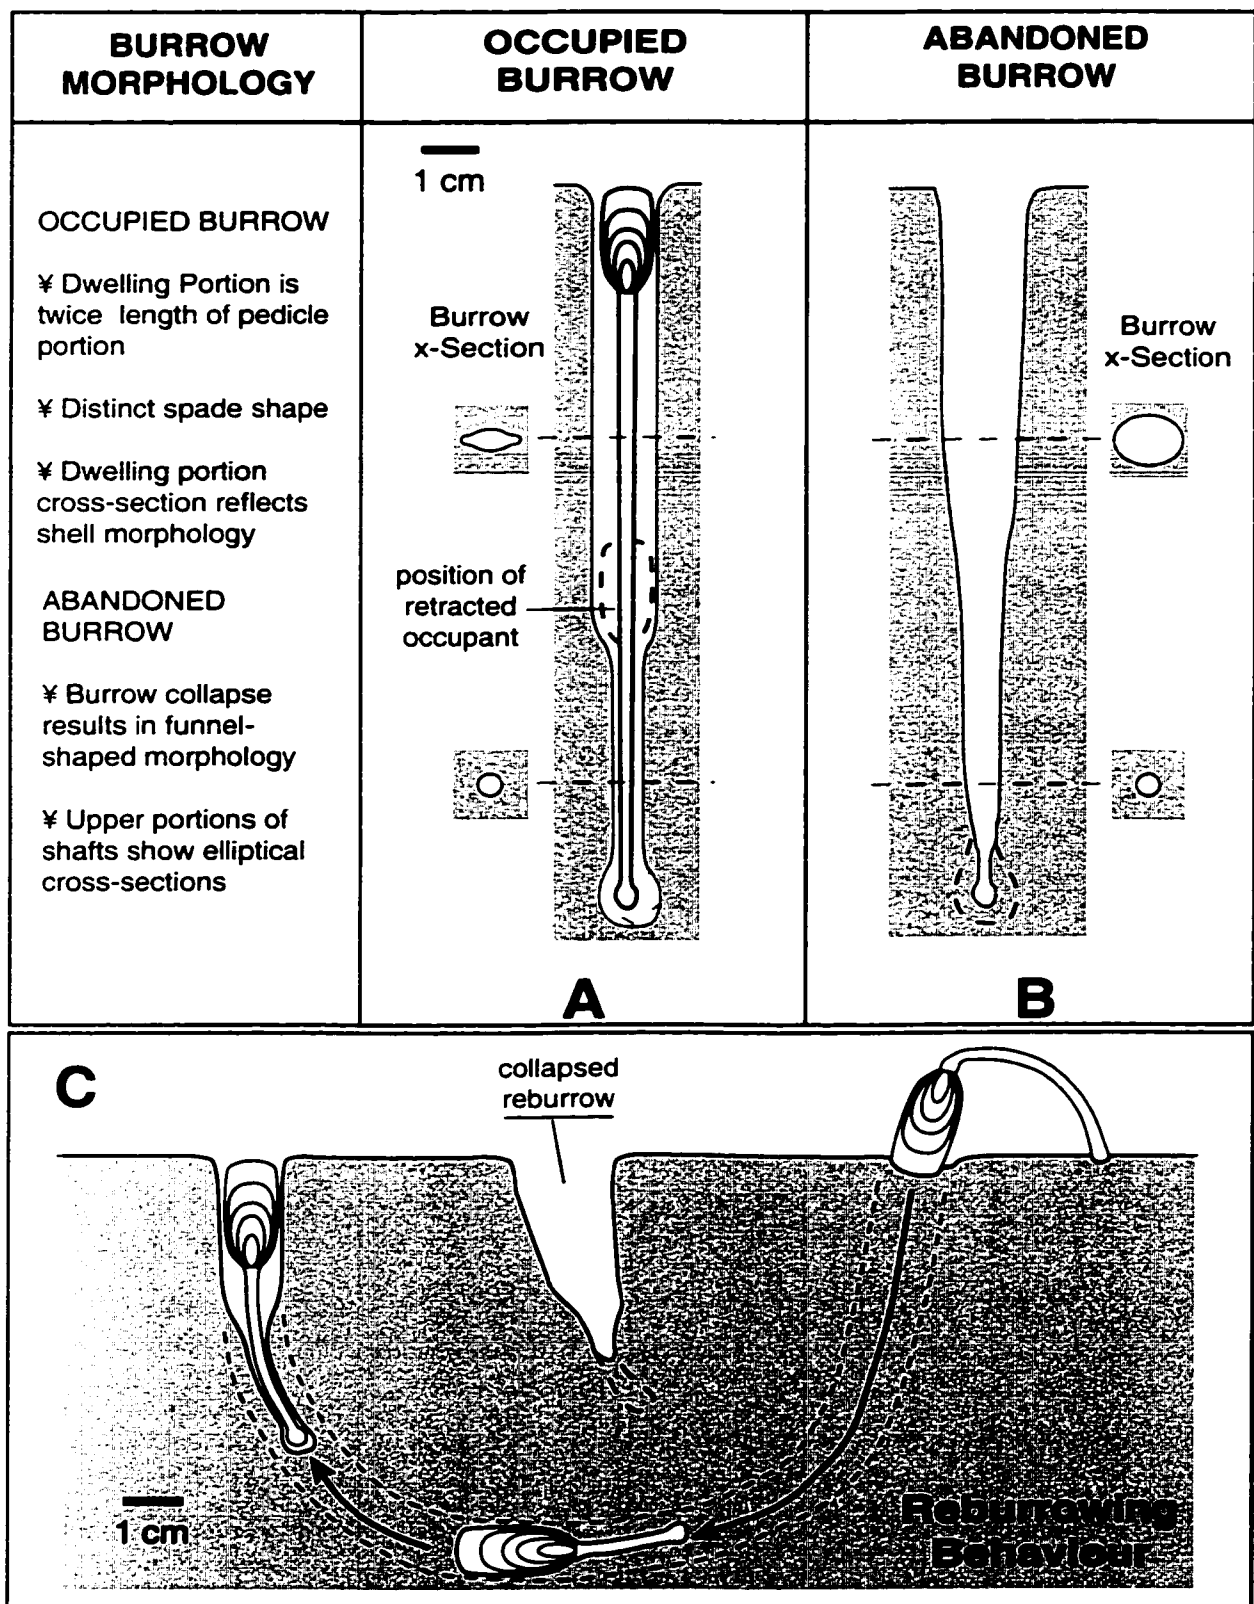 BURROW
MORPHOLOGY
OCCUPIED
BURROW
ABANDONED
BURROW
OCCUPIED BURROW
¥ Dwelling Portion is
twice length of pedicle
portion
¥ Distinct spade shape
¥ Dwelling portion
cross-section reflects
shell morphology
ABANDONED
BURROW
¥ Burrow collapse
results in funnel-
shaped morphology
¥ Upper portions of
shafts show elliptical
cross-sections
1 cm
Burrow
x-Section
position of
retracted
occupant
A
Burrow
x-Section
B
C
collapsed
reburrow
1 cm
Reburrowing
Behaviour